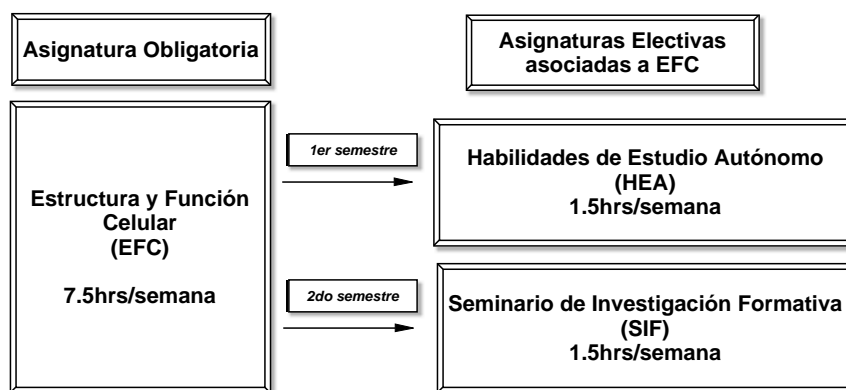 Asignatura Obligatoria
Asignaturas Electivas
asociadas a EFC
Estructura y Función
Celular
(EFC)
7.5hrs/semana
1er semestre
Habilidades de Estudio Autónomo
(HEA)
1.5hrs/semana
2do semestre
Seminario de Investigación Formativa
(SIF)
1.5hrs/semana